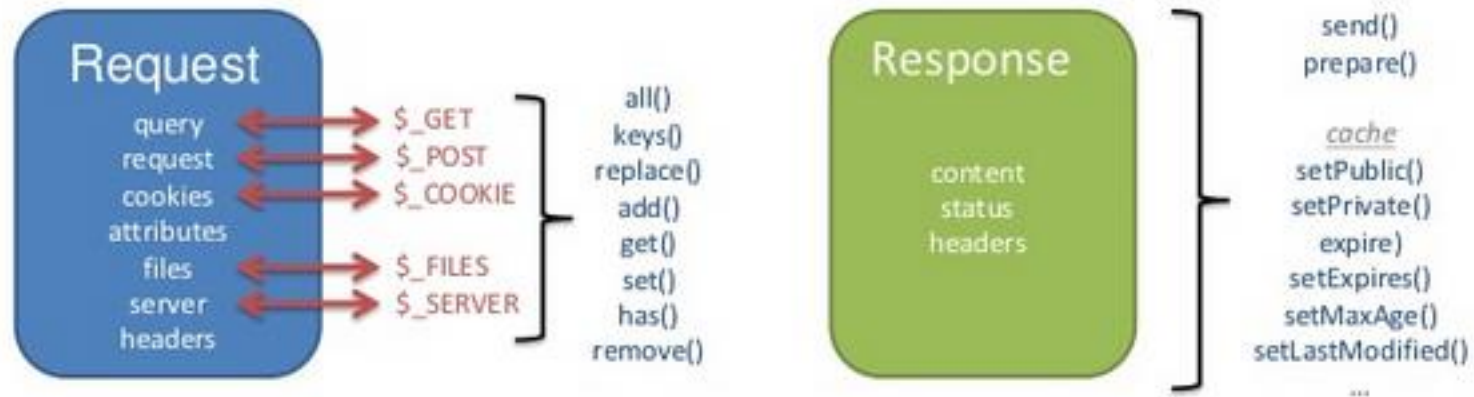 Request
query
request
cookies
attributes
files
server
headers
$_GET
$_POST
$_COOKIE
$_FILES
$_SERVER
all()
keys()
replace()
add()
get()
set()
has()
remove()
Response
content
status
headers
send()
prepare()
cache
setPublic()
setPrivate()
expire)
setExpires()
setMaxAge()
setLastModified()
...